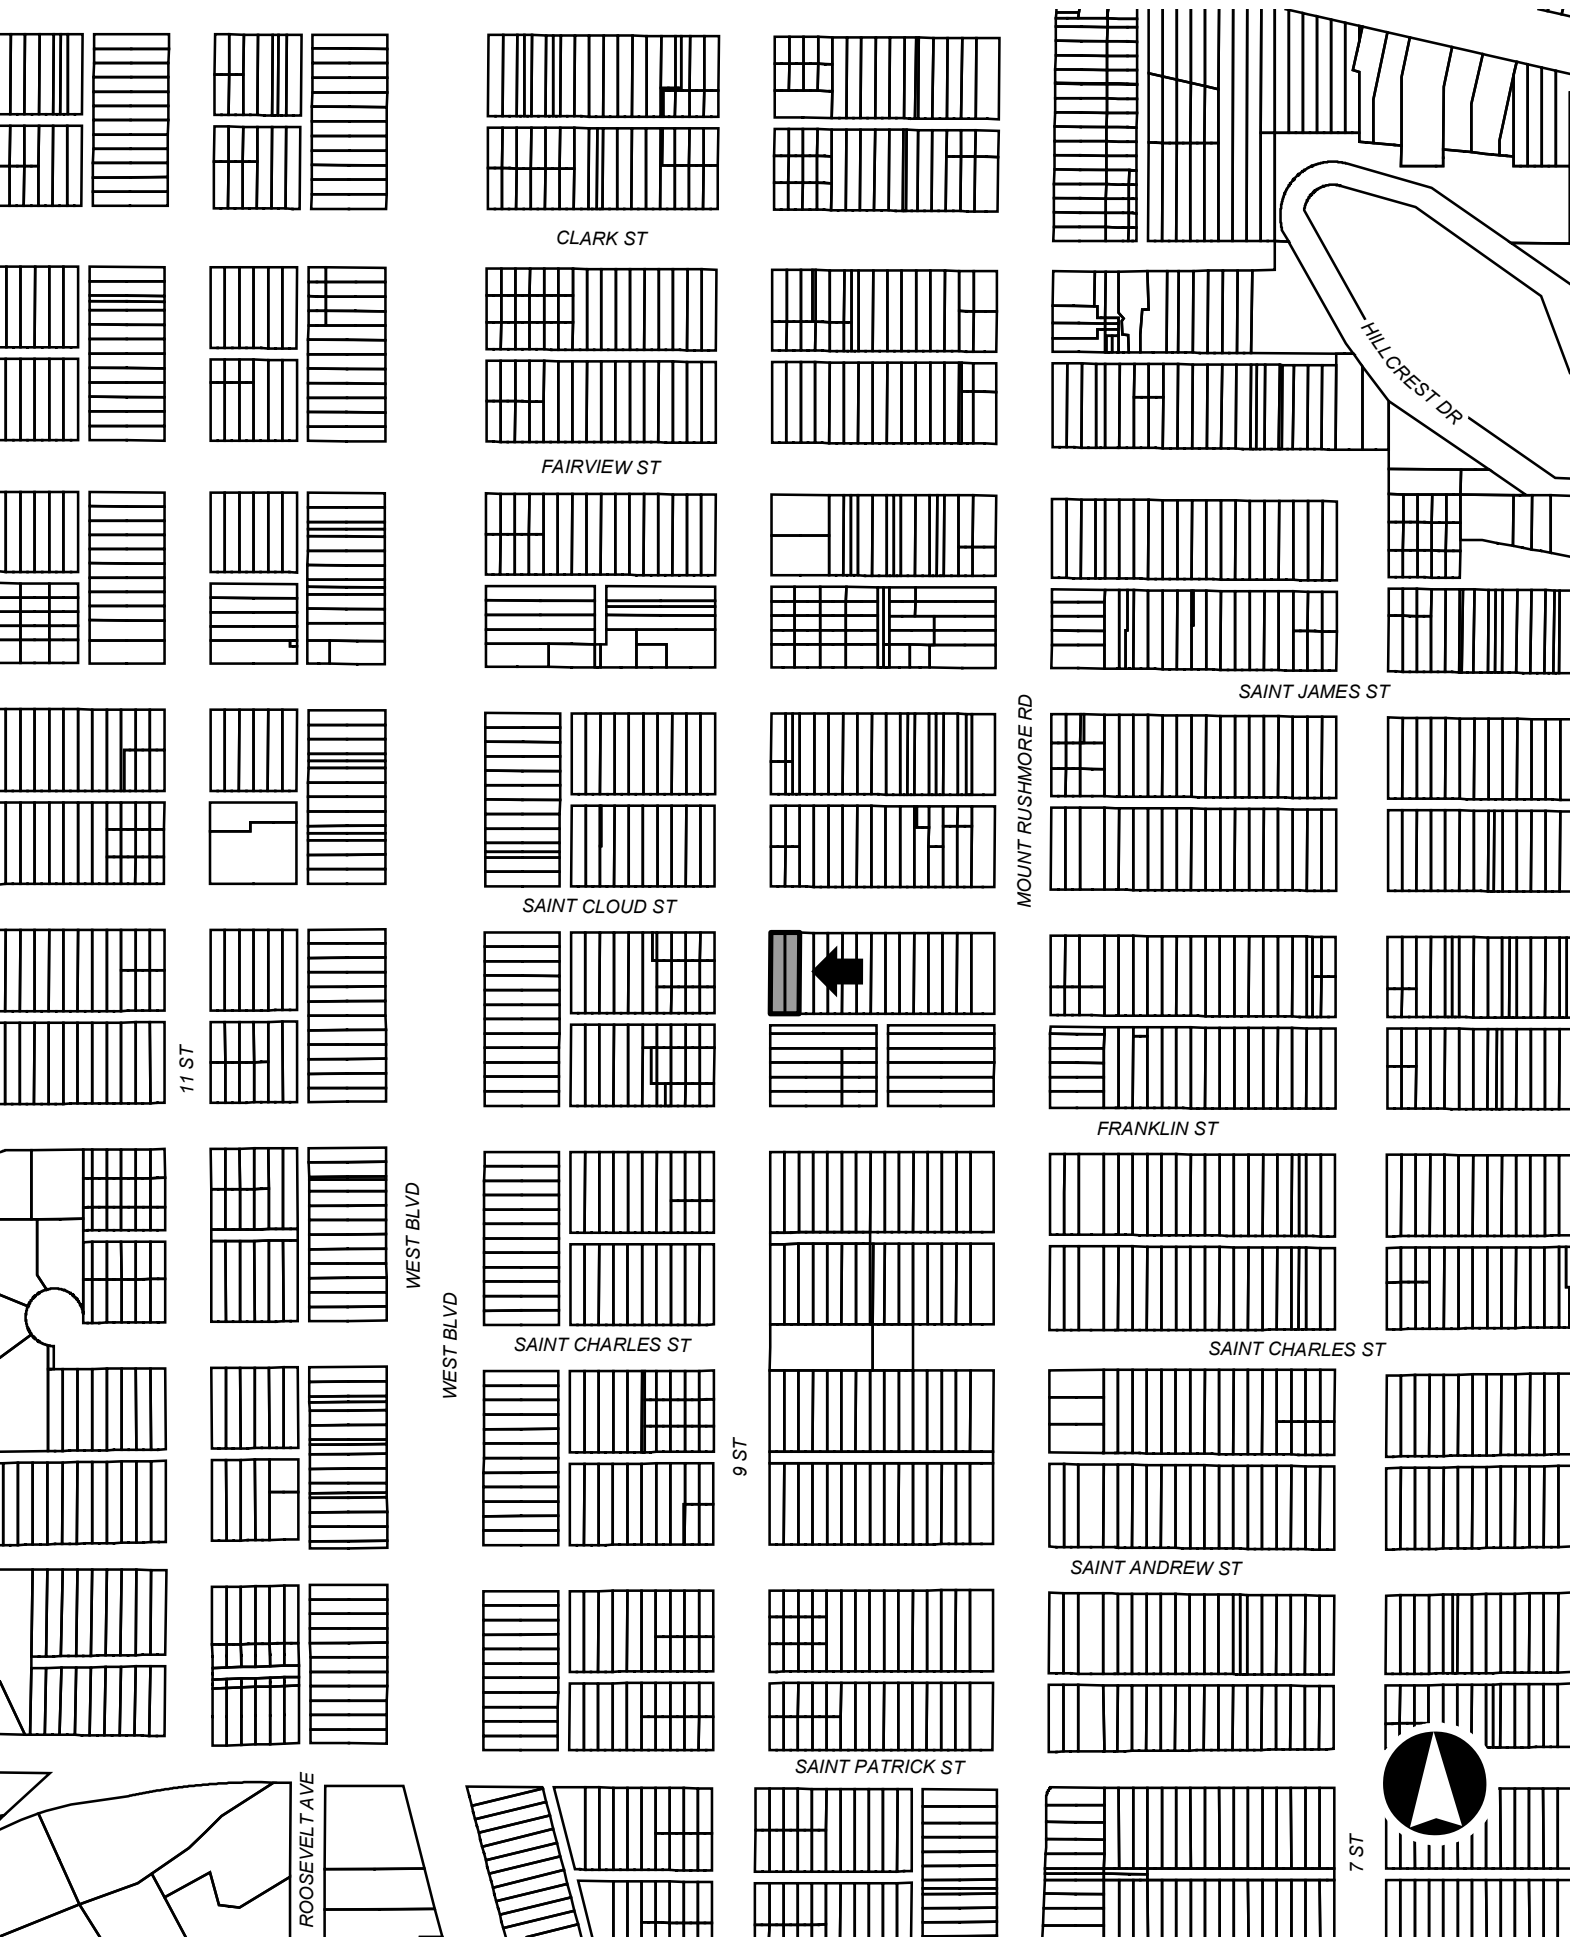 CLARK ST
HILLCREST DR
FAIRVIEW ST
SAINT JAMES ST
MOUNT RUSHMORE RD
SAINT CLOUD ST
11 ST
FRANKLIN ST
WEST BLVD
WEST BLVD
SAINT CHARLES ST
SAINT CHARLES ST
9 ST
SAINT ANDREW ST
SAINT PATRICK ST
ROOSEVELT AVE
7 ST